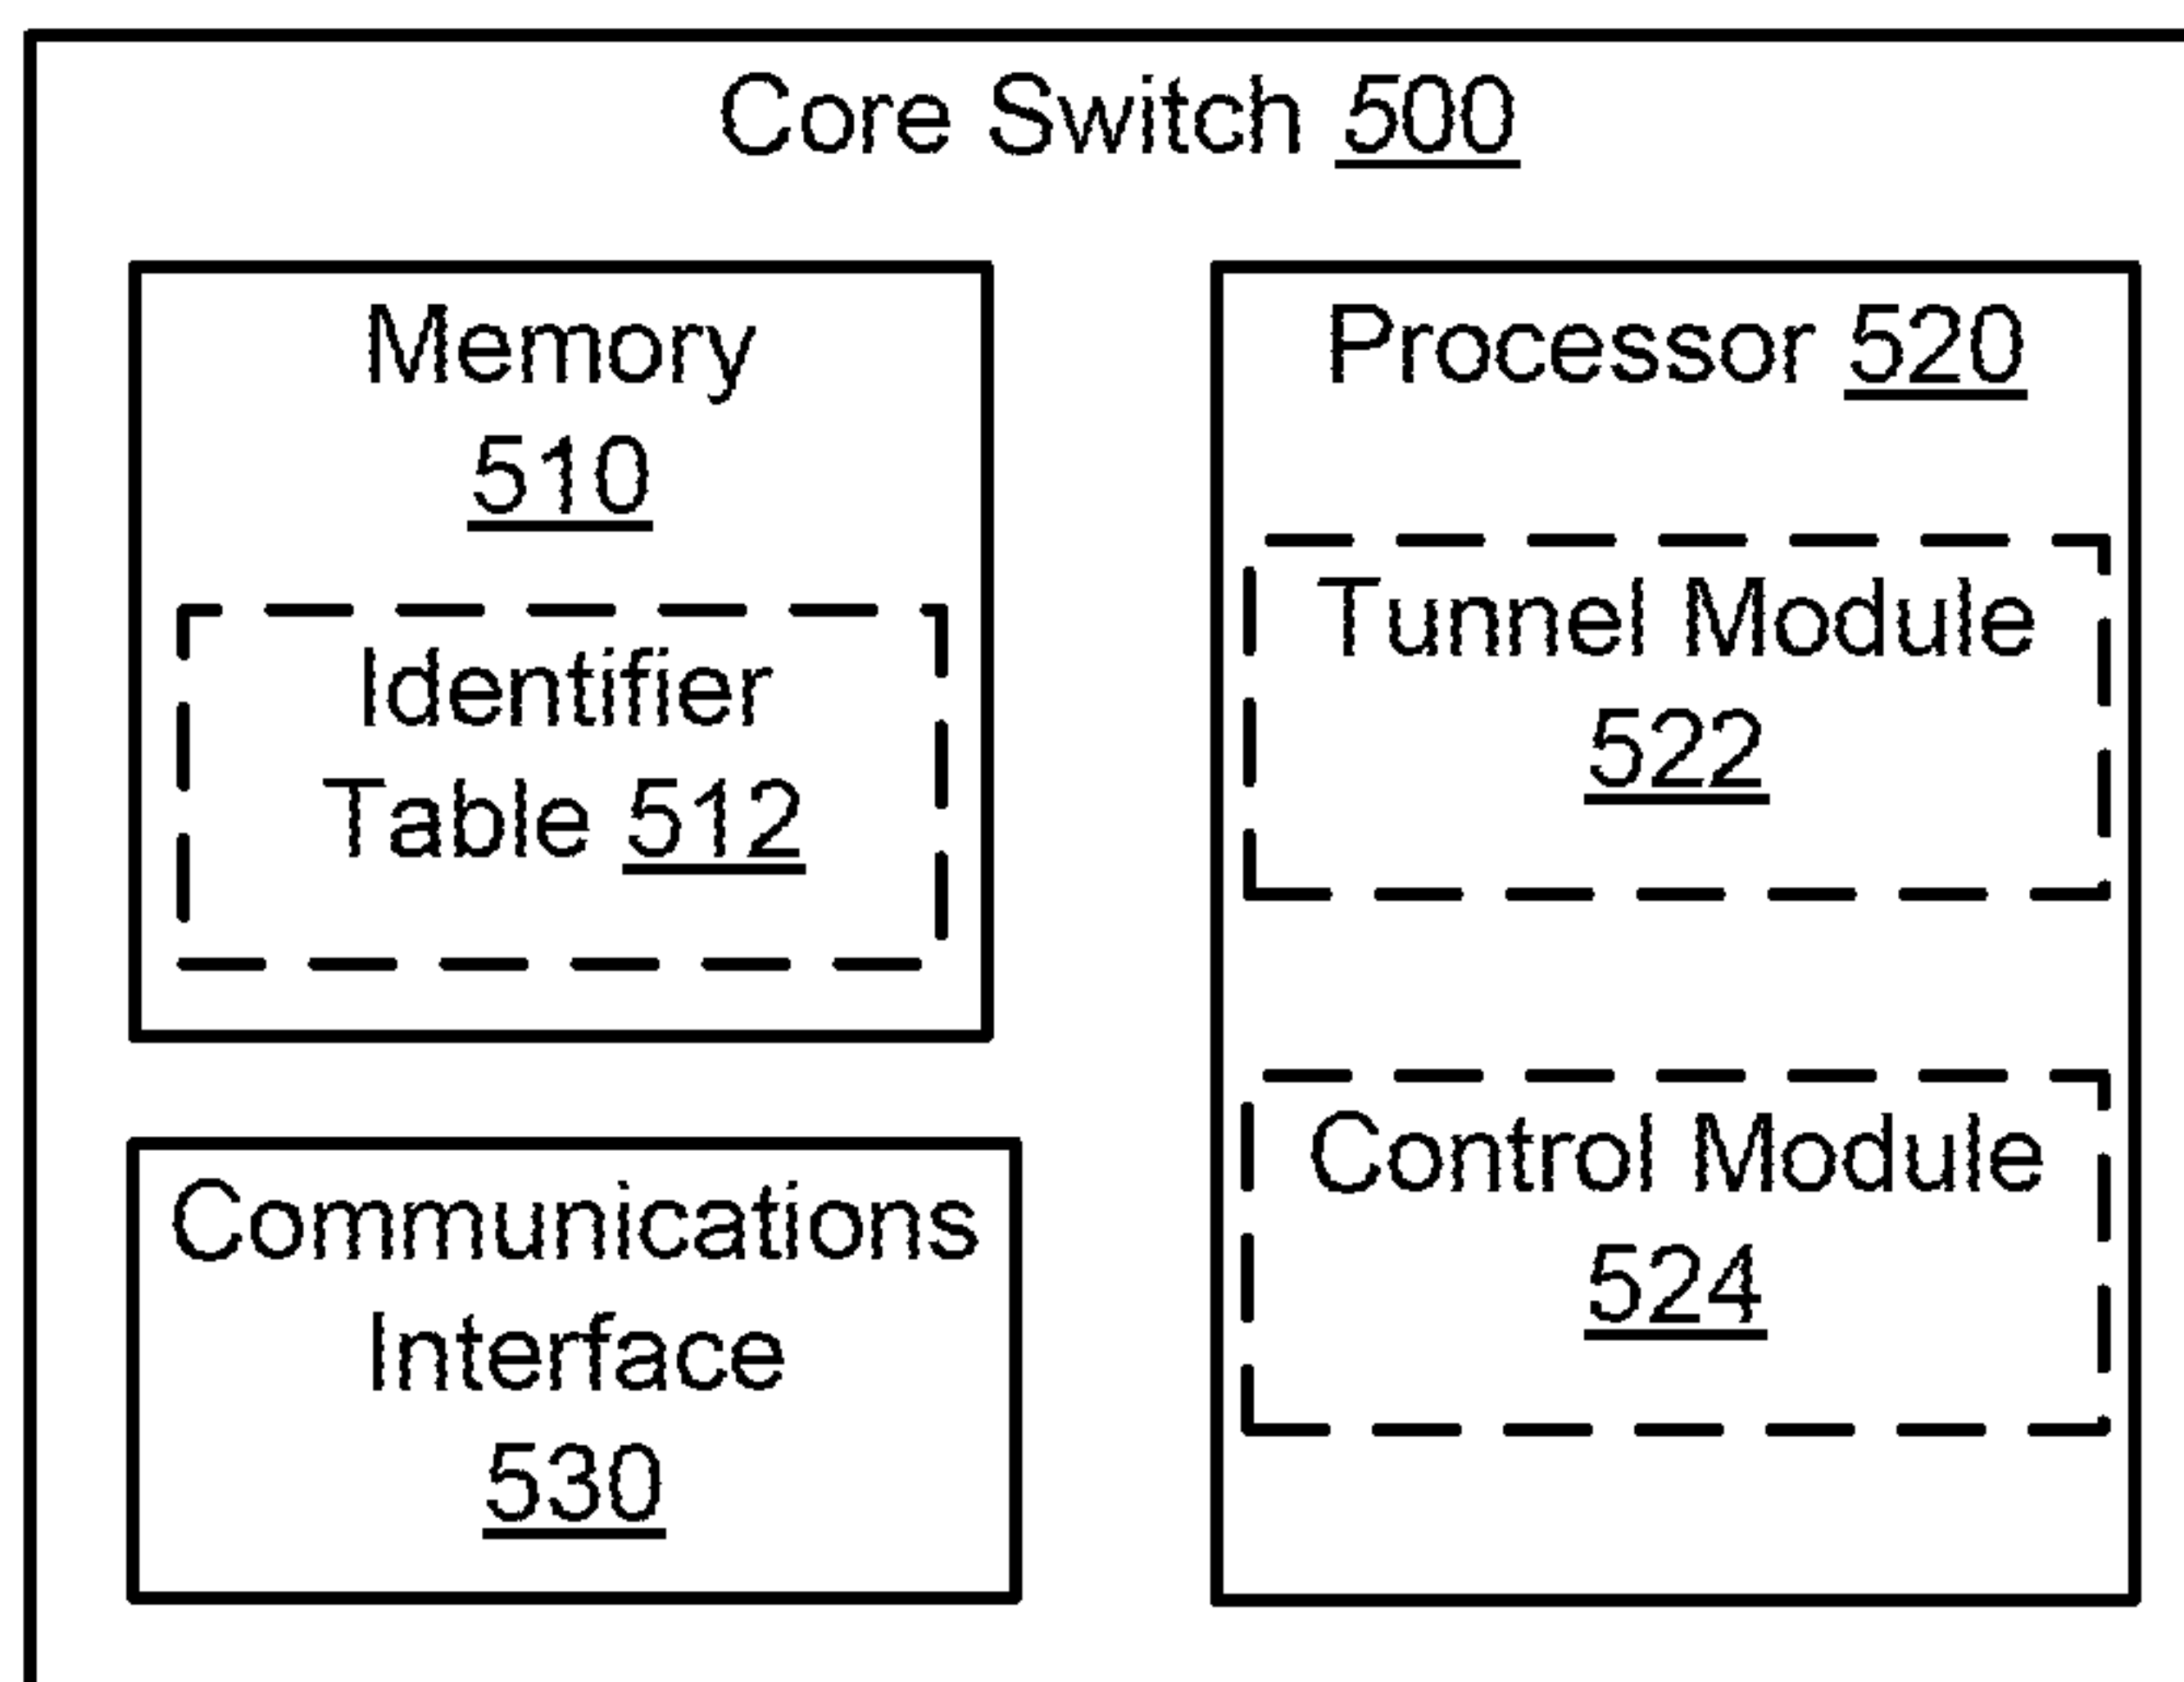 Core Switch 500
Memory
510
Identifier
Table 512
Communications
Interface
530
Processor 520
Tunnel Module
522
Control Module
524